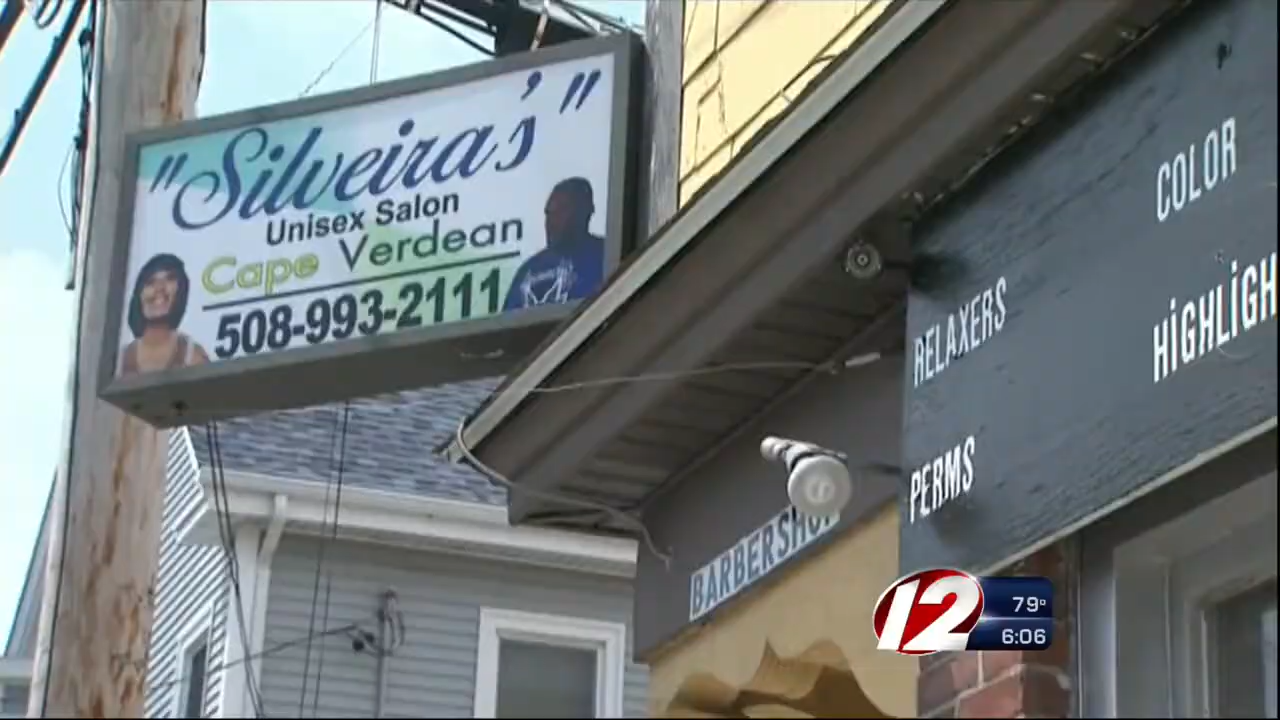 "Silveira's"
Unisex Salon
Cape Verdean
508-993-2111
COLOR
RELAXERS
HiGHLiGH
PERMS
BARBERSHOP
12
79°
6:06